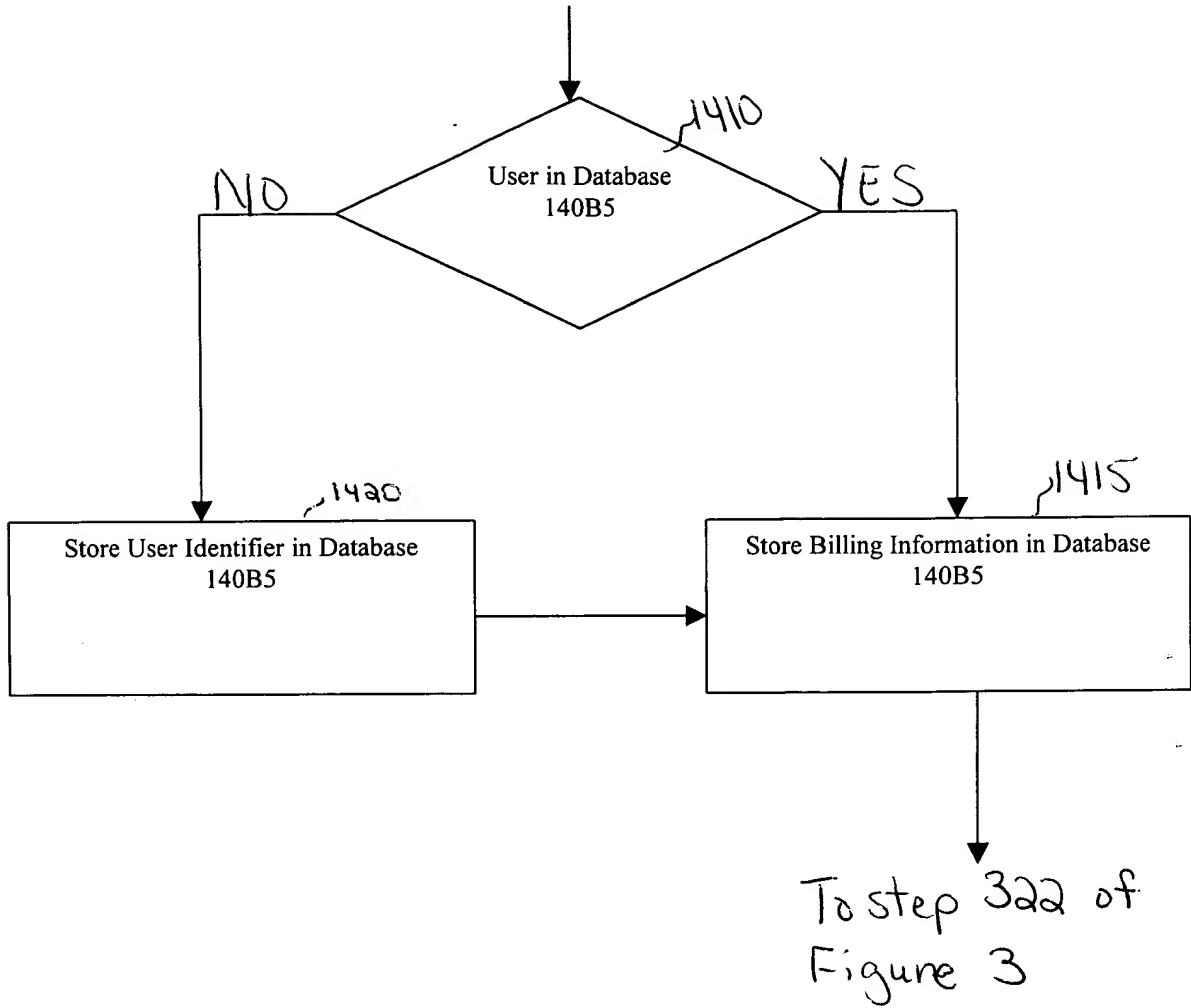 1410
User in Database
140B5
NO
YES
1420
Store User Identifier in Database
140B5
1415
Store Billing Information in Database
140B5
To step 322 of
Figure 3